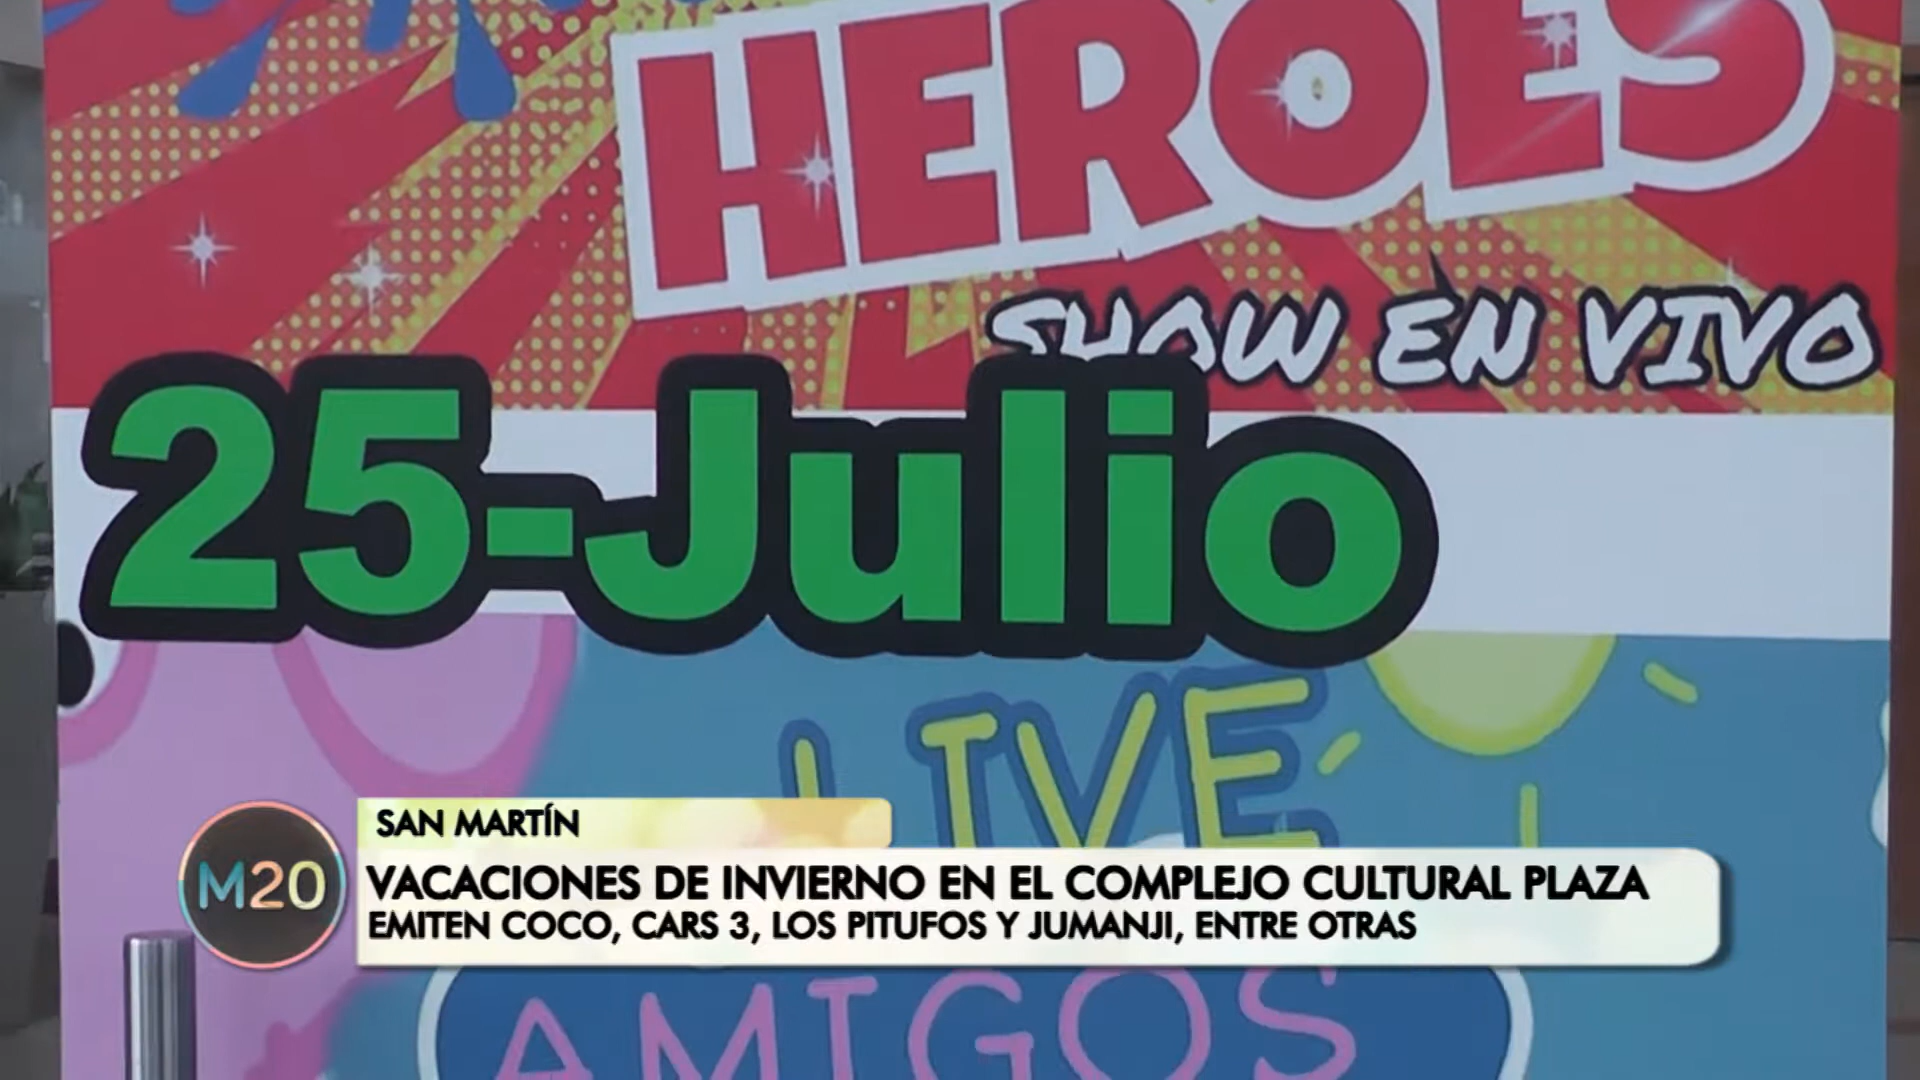 HEROES
SHOW EN VIVO
25-Julio
LIVE
SAN MARTÍN
M20
VACACIONES DE INVIERNO EN EL COMPLEJO CULTURAL PLAZA
EMITEN COCO, CARS 3, LOS PITUFOS Y JUMANJI, ENTRE OTRAS
AMIGOS